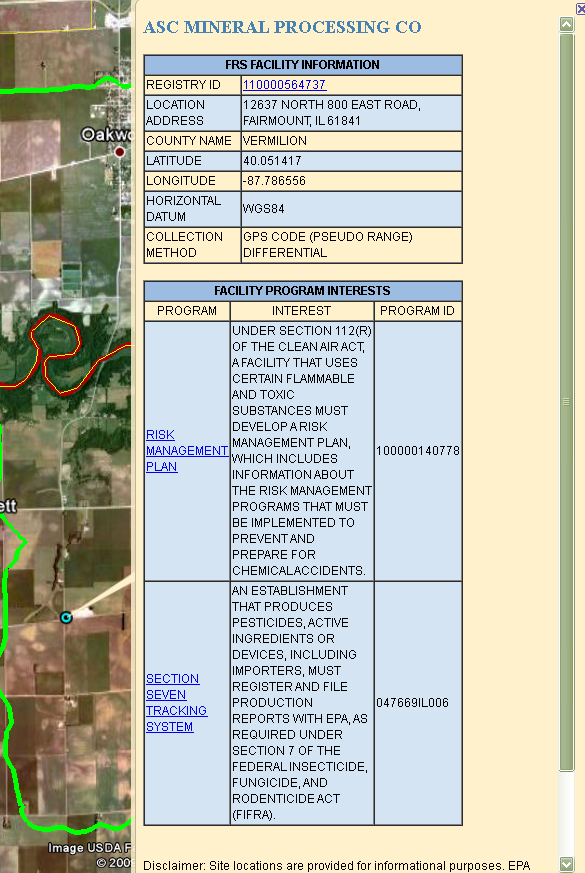 ASC MINERAL PROCESSING CO
FRS FACILITY INFORMATION
REGISTRY ID 110000564737
LOCATION ADDRESS 12637 NORTH 800 EAST ROAD,
FAIRMOUNT, IL 61841
COUNTY NAME VERMILION
LATITUDE 40.051417
LONGITUDE -87.786556
HORIZONTAL DATUM WGS84
COLLECTION METHOD GPS CODE (PSEUDO RANGE)
DIFFERENTIAL
FACILITY PROGRAM INTERESTS
PROGRAM INTEREST PROGRAM ID
RISK
MANAGEMENT
PLAN
UNDER SECTION 112(R)
OF THE CLEAN AIR ACT,
A FACILITY THAT USES
CERTAIN FLAMMABLE
AND TOXIC
SUBSTANCES MUST
DEVELOP A RISK
MANAGEMENT PLAN,
WHICH INCLUDES
INFORMATION ABOUT
THE RISK MANAGEMENT
PROGRAMS THAT MUST
BE IMPLEMENTED TO
PREVENT AND
PREPARE FOR
CHEMICAL ACCIDENTS.
100000140778
SECTION
SEVEN
TRACKING
SYSTEM
AN ESTABLISHMENT
THAT PRODUCES
PESTICIDES, ACTIVE
INGREDIENTS OR
DEVICES, INCLUDING
IMPORTERS, MUST
REGISTER AND FILE
PRODUCTION
REPORTS WITH EPA, AS
REQUIRED UNDER
SECTION 7 OF THE
FEDERAL INSECTICIDE,
FUNGICIDE, AND
RODENTICIDE ACT
(FIFRA).
047669IL006
Disclaimer: Site locations are provided for informational purposes. EPA
Oakwo
ett
Image USDA F
© 200